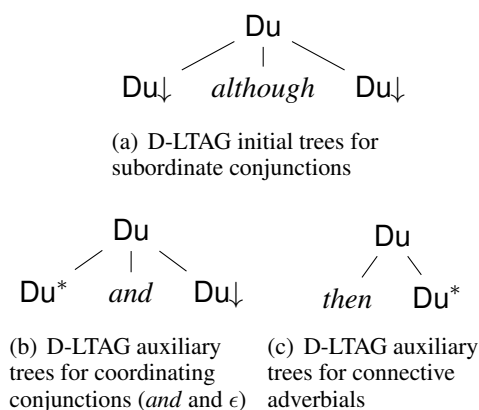 Du
Du↓ although Du↓
(a) D-LTAG initial trees for
subordinate conjunctions
Du
Du* and Du↓
(b) D-LTAG auxiliary
trees for coordinating
conjunctions (and and ϵ)
Du
then Du*
(c) D-LTAG auxiliary
trees for connective
adverbials